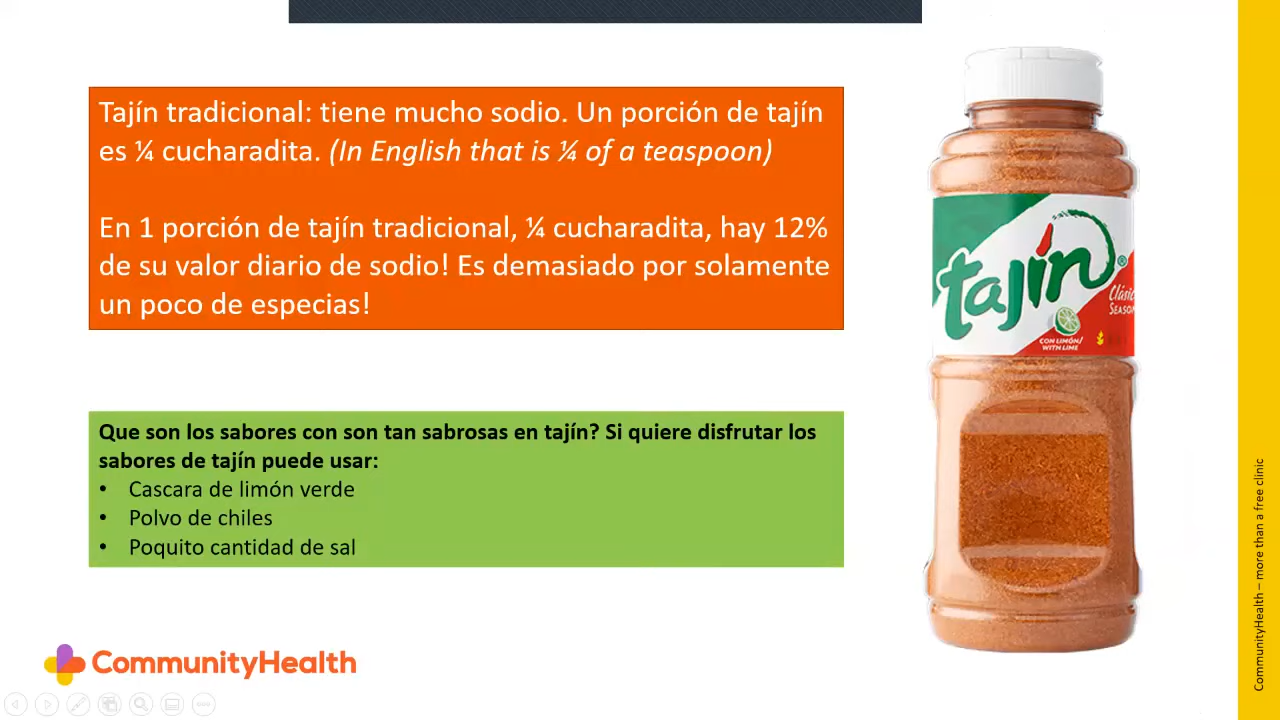 Tajín tradicional: tiene mucho sodio. Un porción de tajín
es ¼ cucharadita. (In English that is ¼ of a teaspoon)
En 1 porción de tajín tradicional, ¼ cucharadita, hay 12%
de su valor diario de sodio! Es demasiado por solamente
un poco de especias!
Que son los sabores con son tan sabrosas en tajín? Si quiere disfrutar los
sabores de tajín puede usar:
• Cascara de limón verde
• Polvo de chiles
• Poquito cantidad de sal
tajín®
CON LIMÓN/
WITH LIME
CommunityHealth
CommunityHealth – more than a free clinic